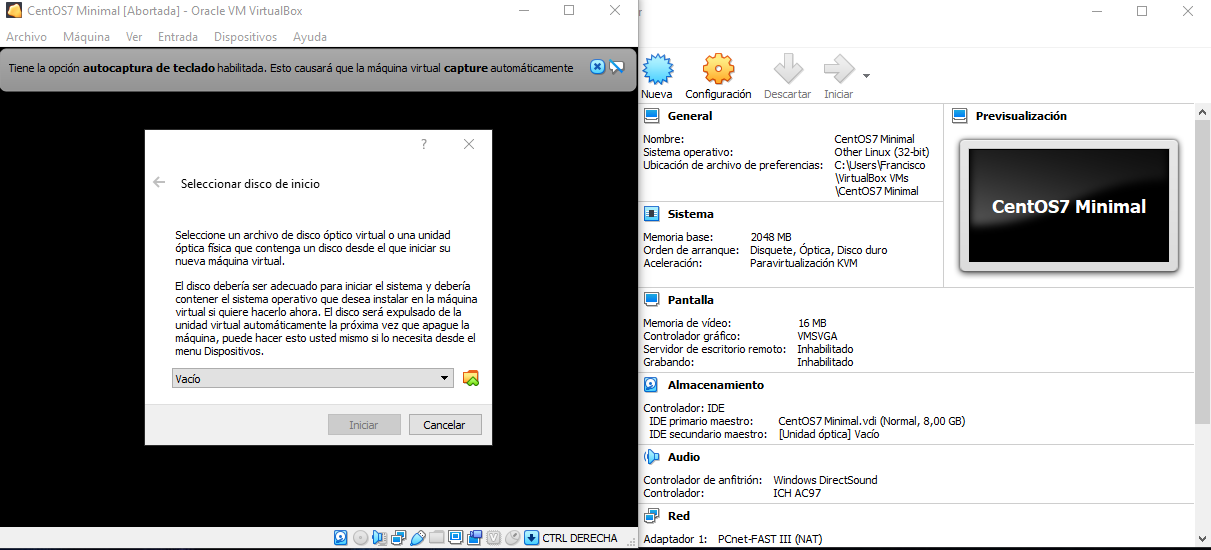 CentOS7 Minimal [Abortada] - Oracle VM VirtualBox
Archivo Máquina Ver Entrada Dispositivos Ayuda
Tiene la opción autocaptura de teclado habilitada. Esto causará que la máquina virtual capture automáticamente
?
Seleccionar disco de inicio
Seleccione un archivo de disco óptico virtual o una unidad
óptica física que contenga un disco desde el que iniciar su
nueva máquina virtual.
El disco debería ser adecuado para iniciar el sistema y debería
contener el sistema operativo que desea instalar en la máquina
virtual si quiere hacerlo ahora. El disco será expulsado de la
unidad virtual automáticamente la próxima vez que apague la
máquina, puede hacer esto usted mismo si lo necesita desde el
menu Dispositivos.
Vacío
Iniciar Cancelar
CTRL DERECHA
Nueva Configuración Descartar Iniciar
General
Nombre: CentOS7 Minimal
Sistema operativo: Other Linux (32-bit)
Ubicación de archivo de preferencias: C:\Users\Francisco
\VirtualBox VMs
\CentOS7 Minimal
Previsualización
CentOS7 Minimal
Sistema
Memoria base: 2048 MB
Orden de arranque: Disquete, Óptica, Disco duro
Aceleración: Paravirtualización KVM
Pantalla
Memoria de vídeo: 16 MB
Controlador gráfico: VMSVGA
Servidor de escritorio remoto: Inhabilitado
Grabando: Inhabilitado
Almacenamiento
Controlador: IDE
IDE primario maestro: CentOS7 Minimal.vdi (Normal, 8,00 GB)
IDE secundario maestro: [Unidad óptica] Vacío
Audio
Controlador de anfitrión: Windows DirectSound
Controlador: ICH AC97
Red
Adaptador 1: PCnet-FAST III (NAT)